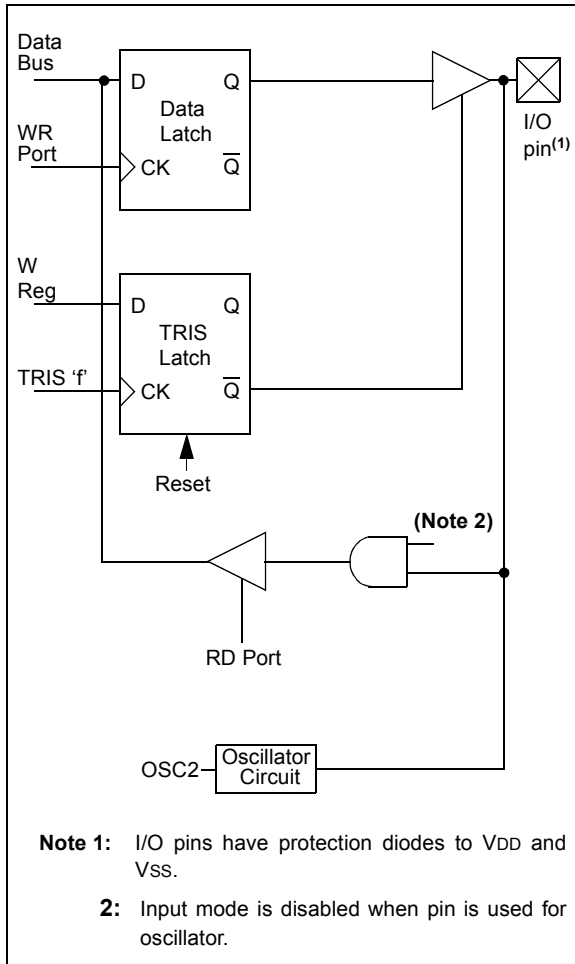 Data
Bus
D Q
Data
Latch
WR
Port
CK Q̅
I/O
pin(1)
W
Reg
D Q
TRIS
Latch
TRIS ‘f’
CK Q̅
Reset
(Note 2)
RD Port
OSC2
Oscillator
Circuit
Note 1: I/O pins have protection diodes to VDD and
VSS.
2: Input mode is disabled when pin is used for
oscillator.